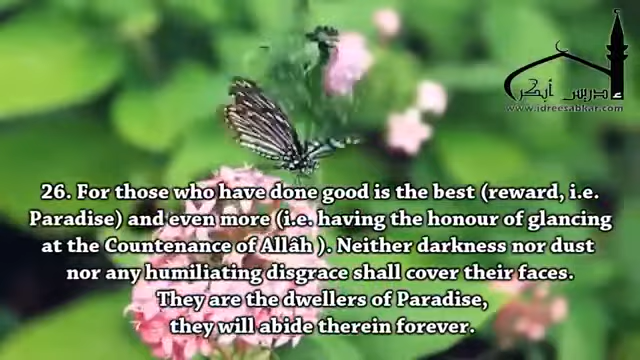 إدريس أبكر
www.idreesabkar.com
26. For those who have done good is the best (reward, i.e.
Paradise) and even more (i.e. having the honour of glancing
at the Countenance of Allâh ). Neither darkness nor dust
nor any humiliating disgrace shall cover their faces.
They are the dwellers of Paradise,
they will abide therein forever.